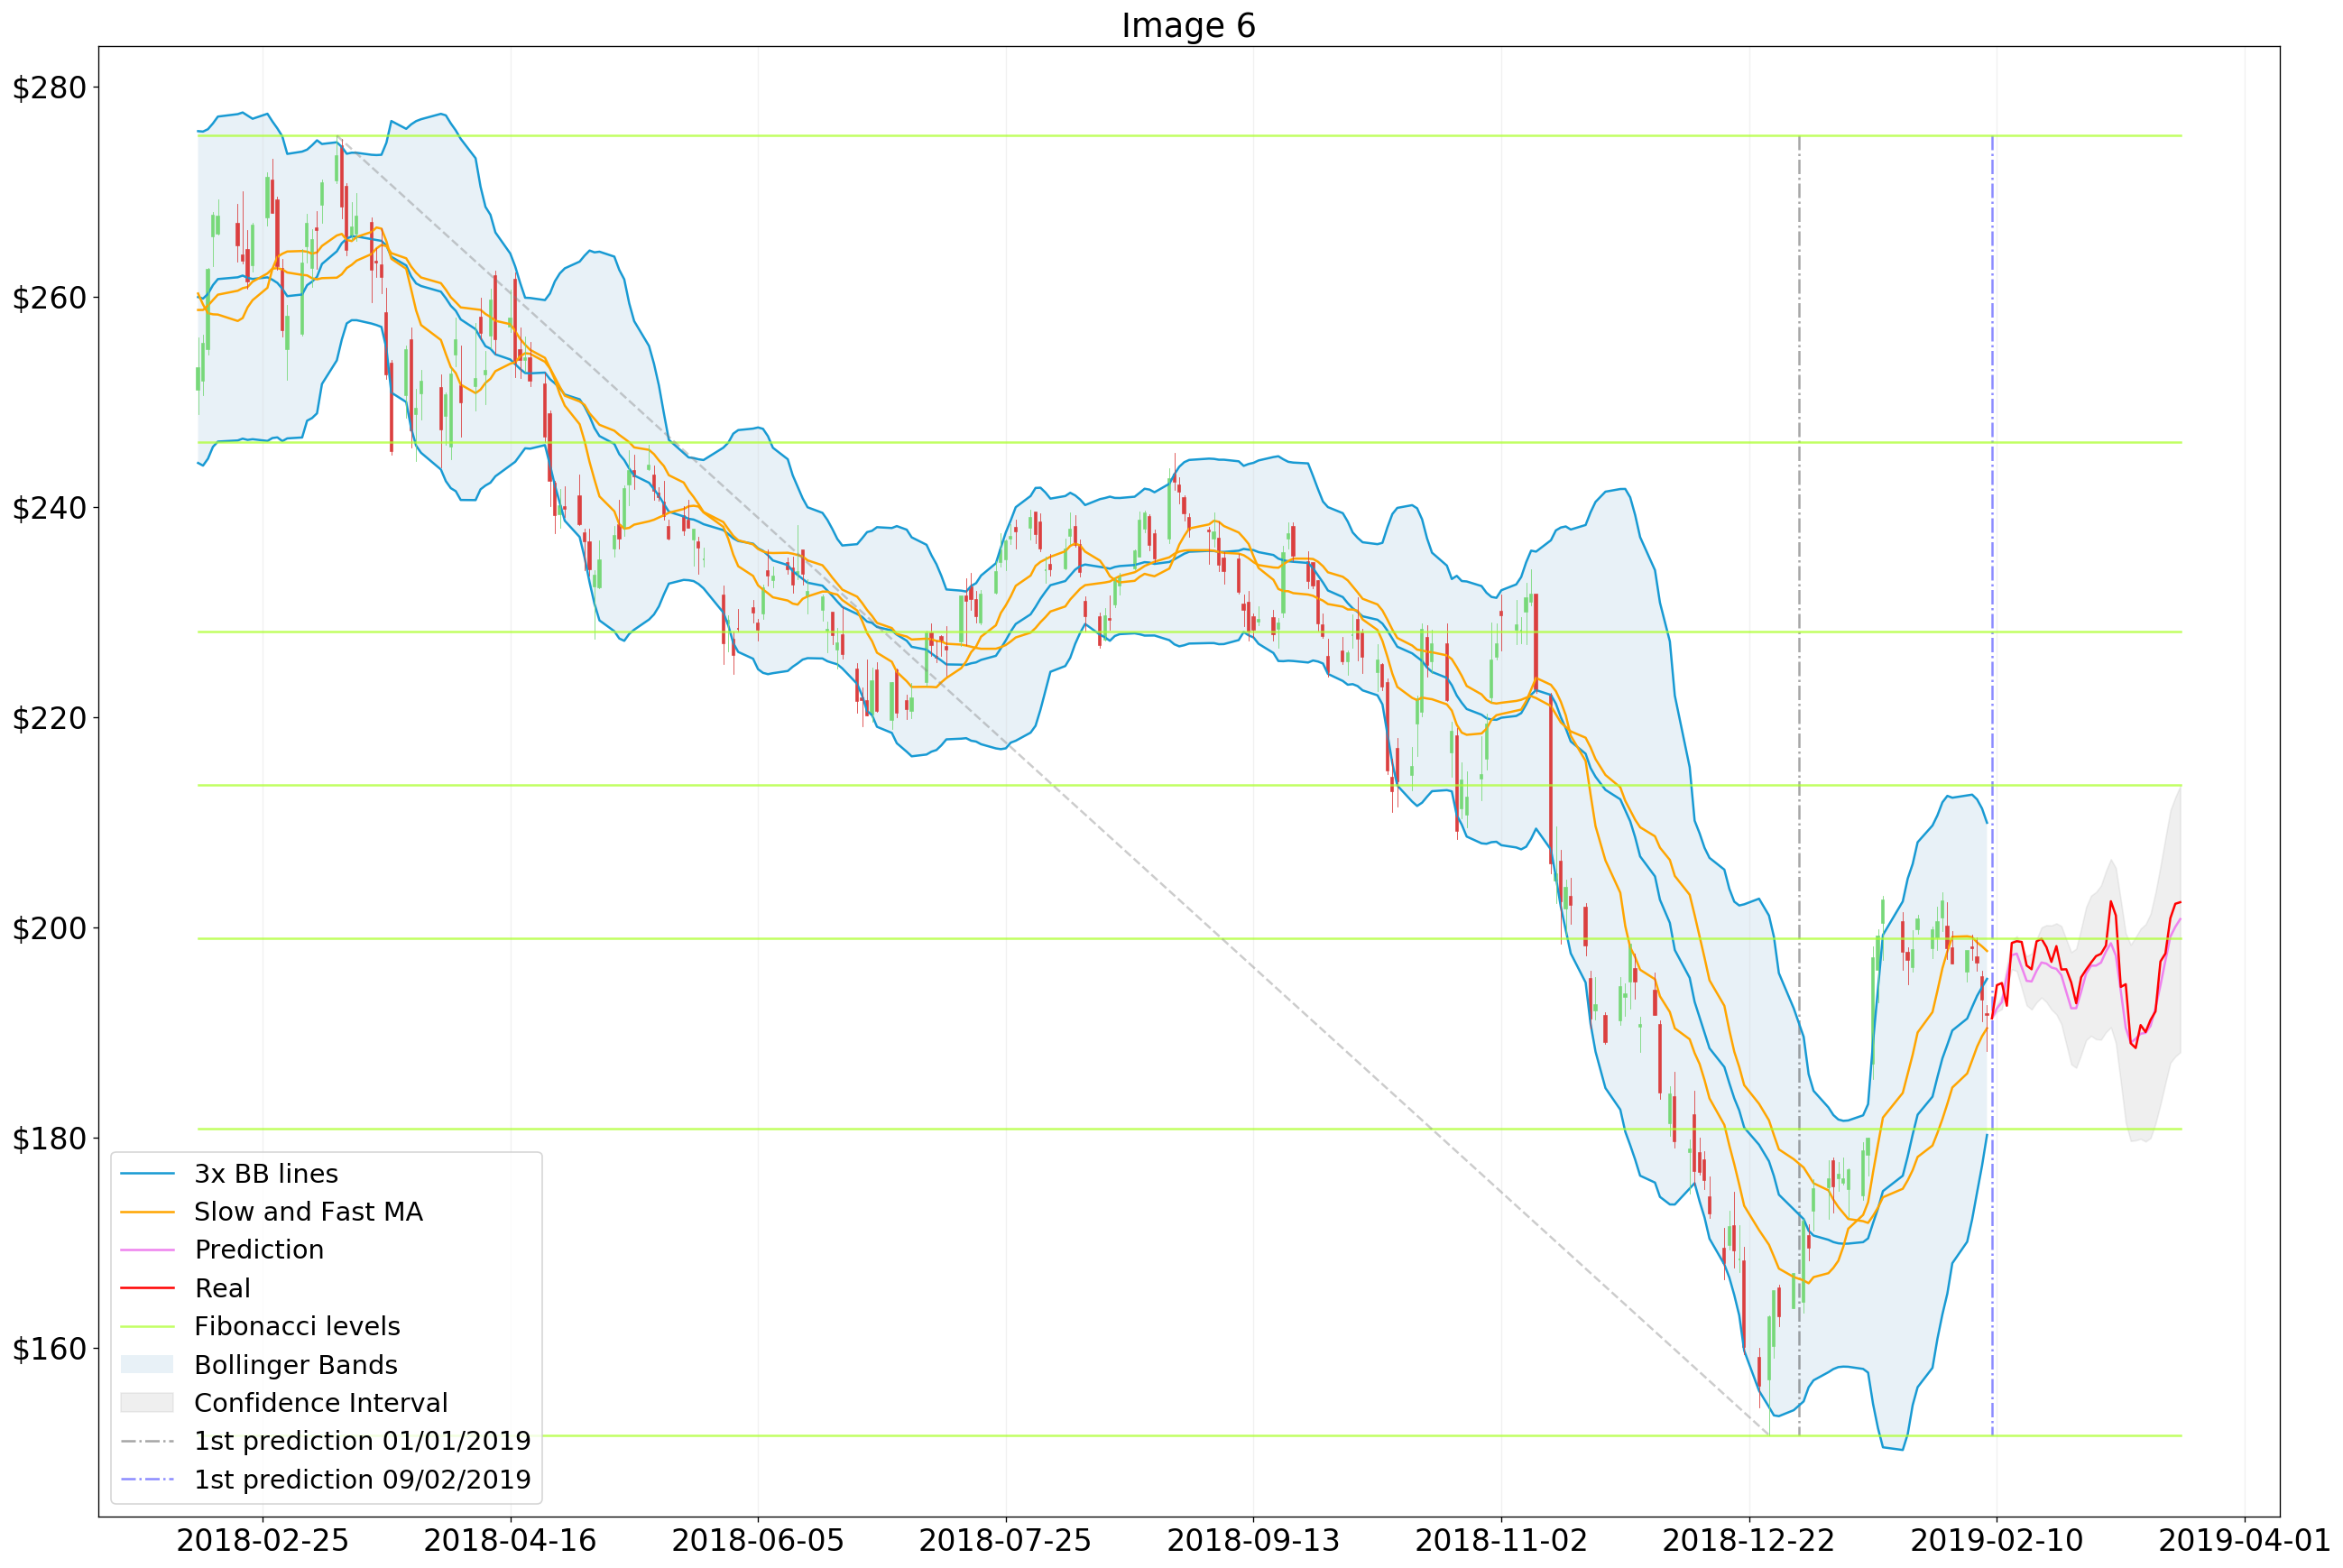 Image 6
$280
$260
$240
$220
$200
$180
$160
3x BB lines
Slow and Fast MA
Prediction
Real
Fibonacci levels
Bollinger Bands
Confidence Interval
1st prediction 01/01/2019
1st prediction 09/02/2019
2018-02-25 2018-04-16 2018-06-05 2018-07-25 2018-09-13 2018-11-02 2018-12-22 2019-02-10 2019-04-01